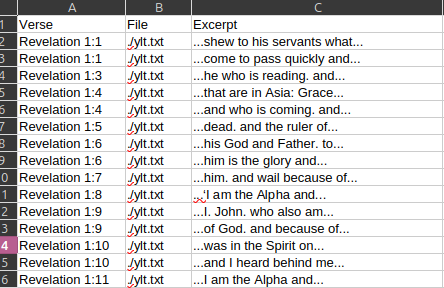 A B C
1 Verse File Excerpt
2 Revelation 1:1 ./ylt.txt ...shew to his servants what...
3 Revelation 1:1 ./ylt.txt ...come to pass quickly and...
4 Revelation 1:3 ./ylt.txt ...he who is reading. and...
5 Revelation 1:4 ./ylt.txt ...that are in Asia: Grace...
6 Revelation 1:4 ./ylt.txt ...and who is coming. and...
7 Revelation 1:5 ./ylt.txt ...dead. and the ruler of...
8 Revelation 1:6 ./ylt.txt ...his God and Father. to...
9 Revelation 1:6 ./ylt.txt ...him is the glory and...
0 Revelation 1:7 ./ylt.txt ...him. and wail because of...
1 Revelation 1:8 ./ylt.txt ...‘I am the Alpha and...
2 Revelation 1:9 ./ylt.txt ...I. John. who also am...
3 Revelation 1:9 ./ylt.txt ...of God. and because of...
4 Revelation 1:10 ./ylt.txt ...was in the Spirit on...
5 Revelation 1:10 ./ylt.txt ...and I heard behind me...
6 Revelation 1:11 ./ylt.txt ...I am the Alpha and...